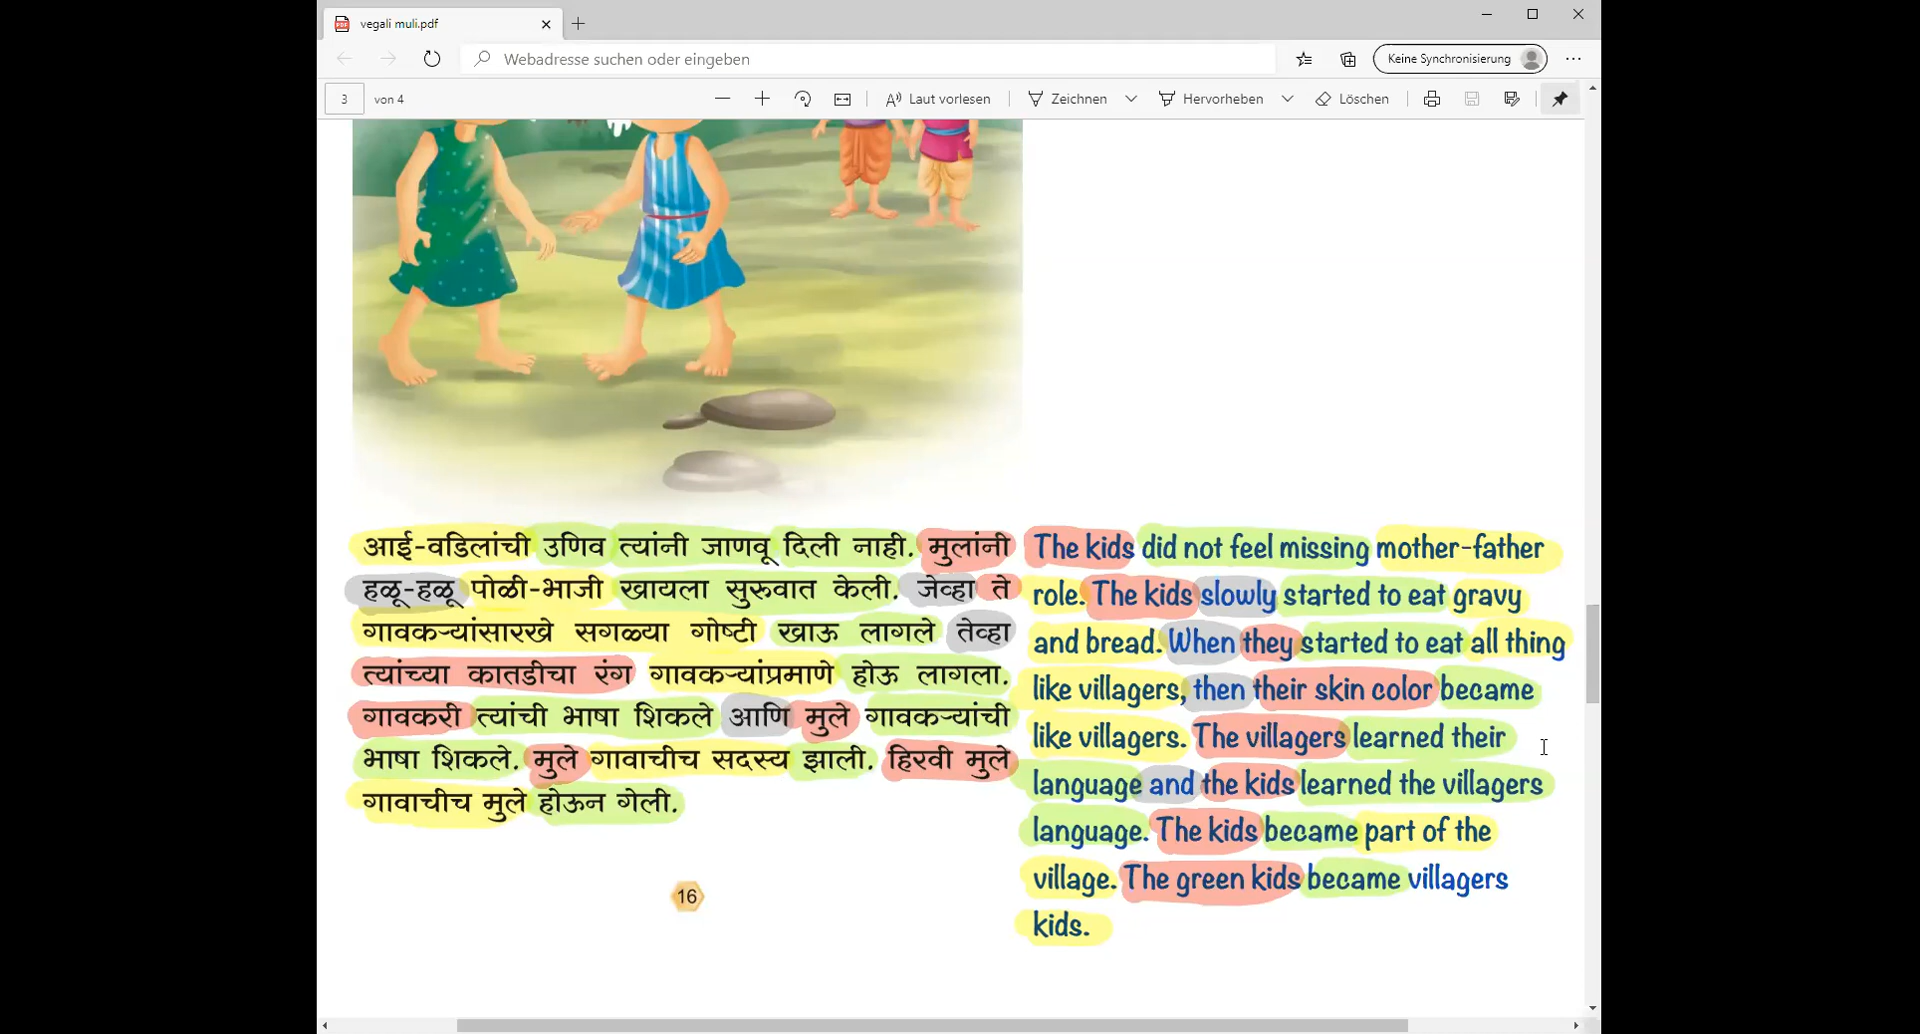 vegali muli.pdf
Webadresse suchen oder eingeben
Keine Synchronisierung
3 von 4
Laut vorlesen
Zeichnen
Hervorheben
Löschen
आई-वडिलांची उणिव त्यांनी जाणवू दिली नाही. मुलांनी
हळू-हळू पोळी-भाजी खायला सुरुवात केली. जेव्हा ते
गावकऱ्यांसारखे सगळ्या गोष्टी खाऊ लागले तेव्हा
त्यांच्या कातडीचा रंग गावकऱ्यांप्रमाणे होऊ लागला.
गावकरी त्यांची भाषा शिकले आणि मुले गावकऱ्यांची
भाषा शिकले. मुले गावाचीच सदस्य झाली. हिरवी मुले
गावाचीच मुले होऊन गेली.
16
The kids did not feel missing mother-father
role. The kids slowly started to eat gravy
and bread. When they started to eat all thing
like villagers, then their skin color became
like villagers. The villagers learned their
language and the kids learned the villagers
language. The kids became part of the
village. The green kids became villagers
kids.